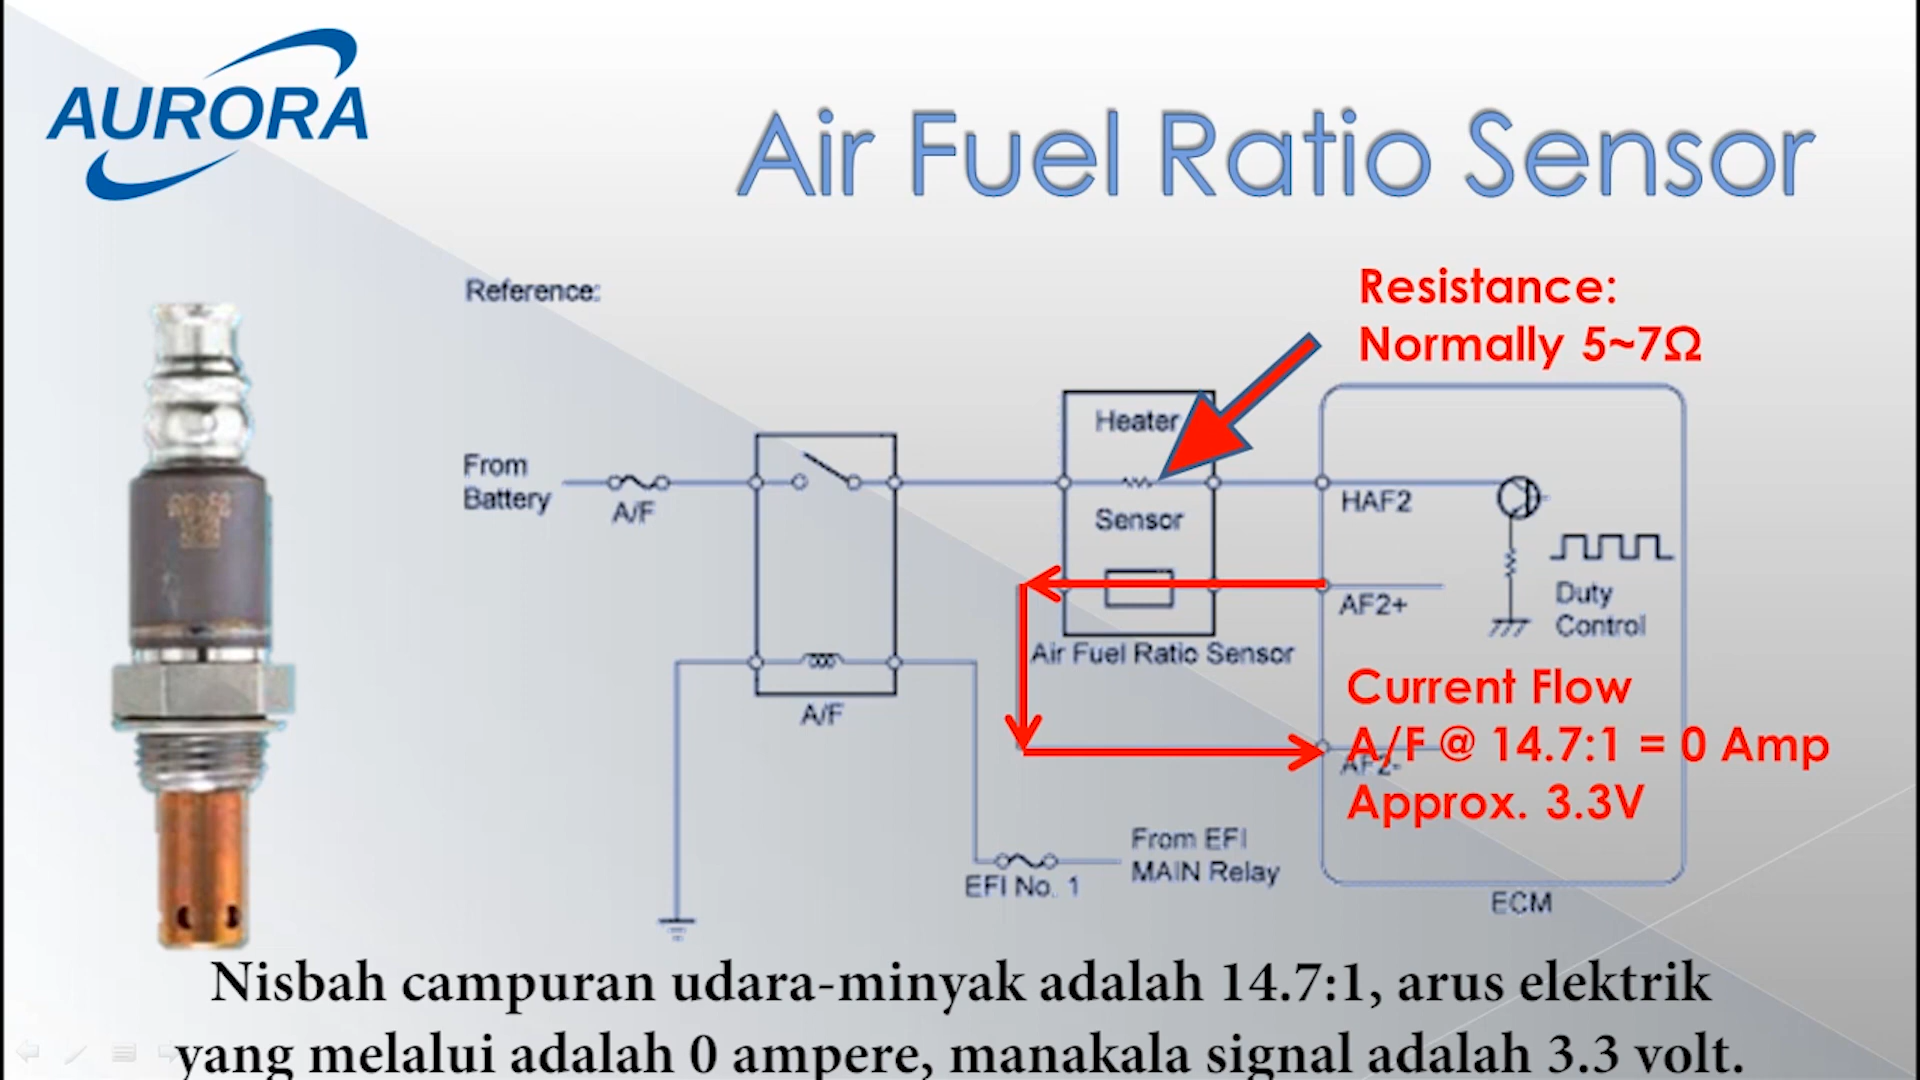 AURORA
Air Fuel Ratio Sensor
Reference:
Resistance:
Normally 5~7Ω
Heater
From
Battery
A/F
Sensor
HAF2
AF2+
Duty
Control
Air Fuel Ratio Sensor
A/F
Current Flow
A/F @ 14.7:1 = 0 Amp
AF2-
Approx. 3.3V
From EFI
MAIN Relay
EFI No. 1
ECM
Nisbah campuran udara-minyak adalah 14.7:1, arus elektrik
yang melalui adalah 0 ampere, manakala signal adalah 3.3 volt.